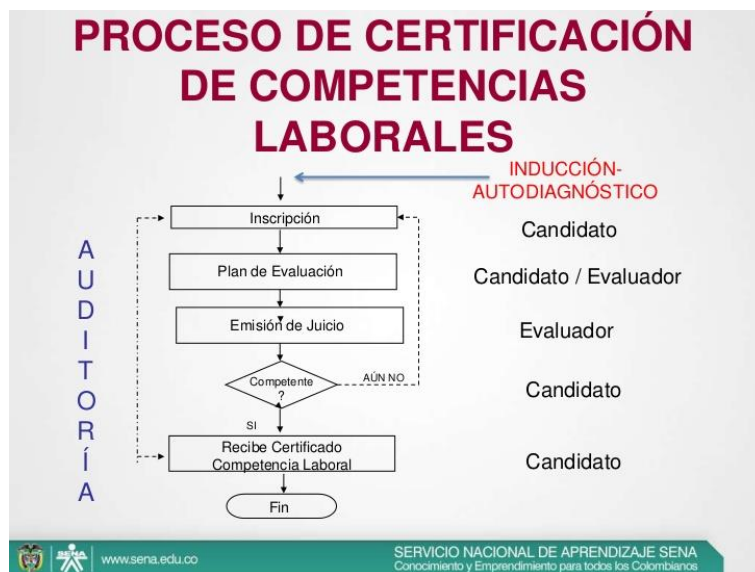 PROCESO DE CERTIFICACIÓN
DE COMPETENCIAS
LABORALES
INDUCCIÓN-
AUTODIAGNÓSTICO
Inscripción
Candidato
Plan de Evaluación
Candidato / Evaluador
Emisión de Juicio
Evaluador
Competente
?
AÚN NO
Candidato
SI
Recibe Certificado
Competencia Laboral
Candidato
Fin
A
U
D
I
T
O
R
Í
A
SENA
www.sena.edu.co
SERVICIO NACIONAL DE APRENDIZAJE SENA
Conocimiento y Emprendimiento para todos los Colombianos